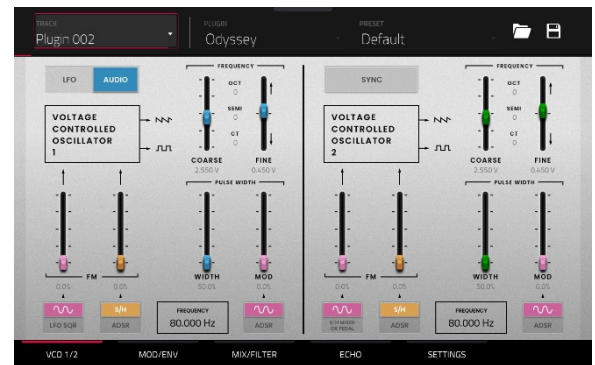 TRACK
Plugin 002
PLUGIN
Odyssey
PRESET
Default
LFO
AUDIO
FREQUENCY
OCT
0
SEMI
0
CT
0
VOLTAGE
CONTROLLED
OSCILLATOR
1
COARSE
2.550 V
FINE
0.450 V
PULSE WIDTH
FM
0.0%
0.0%
WIDTH
50.0%
MOD
0.0%
LFO SQR
S/H
ADSR
FREQUENCY
80.000 Hz
ADSR
SYNC
FREQUENCY
OCT
0
SEMI
0
CT
0
VOLTAGE
CONTROLLED
OSCILLATOR
2
COARSE
2.550 V
FINE
0.450 V
PULSE WIDTH
FM
0.0%
0.0%
WIDTH
50.0%
MOD
0.0%
S/H MIXER
OR PEDAL
S/H
ADSR
FREQUENCY
80.000 Hz
ADSR
VCO 1/2
MOD/ENV
MIX/FILTER
ECHO
SETTINGS